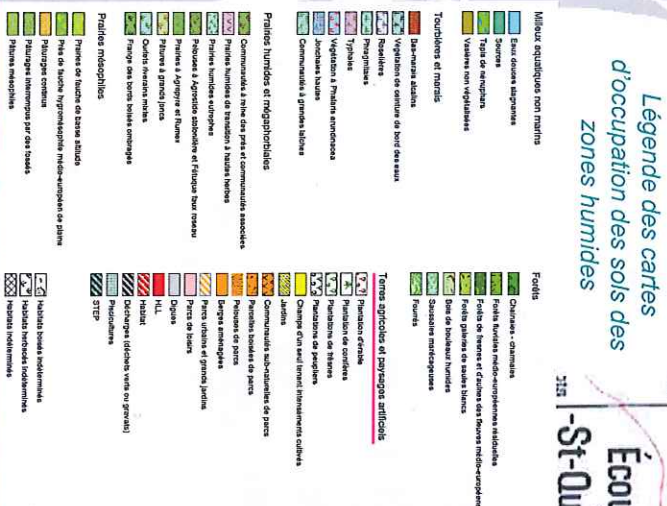 Légende des cartes
d'occupation des sols des
zones humides
Milieux aquatiques non marins
Eaux douces stagnantes
Sources
Tapis de nénuphars
Vasières non végétalisées
Tourbières et marais
Bas-marais alcalins
Végétation de ceinture de bord des eaux
Roselières
Phragmitaies
Typhaies
Végétation à Phalaris arundinacea
Jonchaies hautes
Communautés à grandes laîches
Prairies humides et mégaphorbiaies
Communautés à reine des prés et communautés associées
Prairies humides de transition à hautes herbes
Prairies humides eutrophes
Pelouses à Agrostide stolonifère et Fétuque faux roseau
Prairies à Agropyre et Rumex
Pâtures à grands joncs
Ourlets riverains mixtes
Frange des bords boisés ombragés
Prairies mésophiles
Prairies de fauche de basse altitude
Prés de fauche hygromésophile médio-européen de plaine
Pâturages continus
Pâturages interrompus par des fossés
Pâtures mésophiles
Forêts
Chênaies - charmaies
Forêts fluviales médio-européennes résiduelles
Forêts de frênes et d'aulnes des fleuves médio-européens
Forêts galeries de saules blancs
Bois de bouleaux humides
Saussaies marécageuses
Fourrés
Terres agricoles et paysages artificiels
Plantation d'érable
Plantation de conifères
Plantations de frênes
Plantations de peupliers
Champs d'un seul tenant intensément cultivés
Jardins
Communautés sub-naturelles de parcs
Parcelles boisées de parcs
Pelouses de parcs
Berges aménagées
Parcs urbains et grands jardins
Parcs de loisirs
Digues
HLL
Habitat
Décharges (déchets verts ou gravats)
Piscicultures
STEP
Habitats boisés indéterminés
Habitats herbacés indéterminés
Habitats indéterminés
Écou
-St-Qu